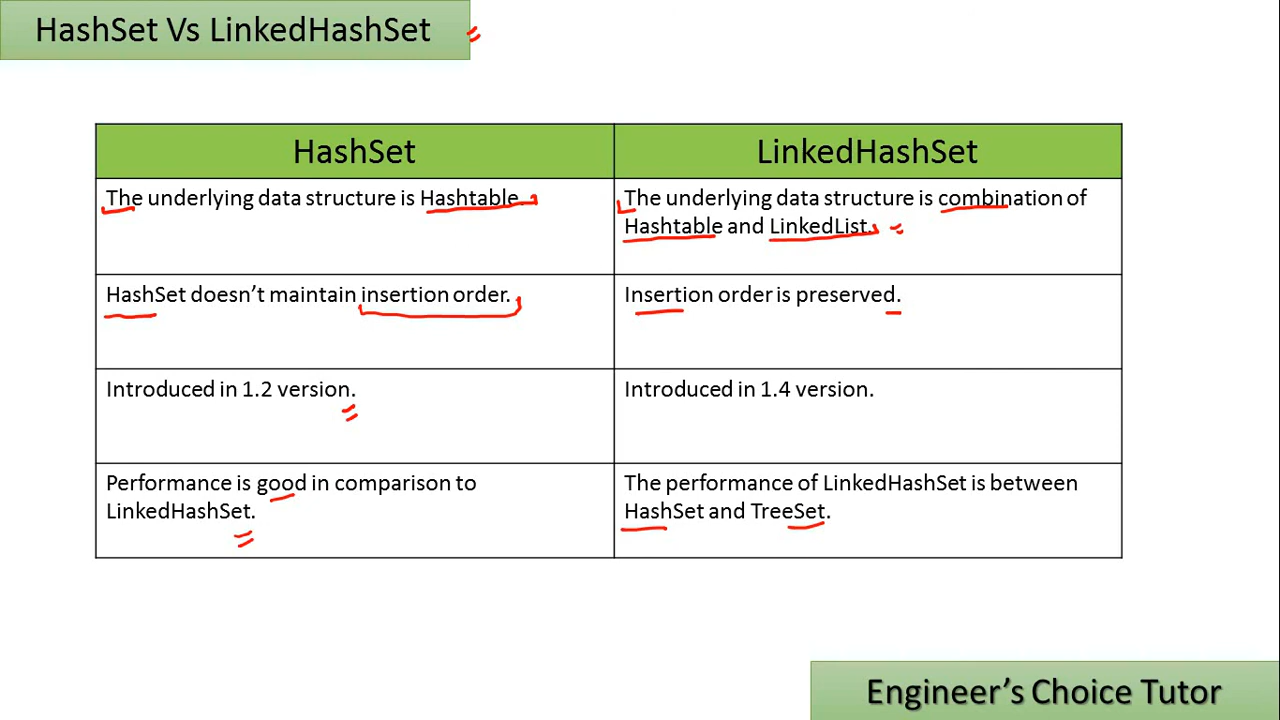 HashSet Vs LinkedHashSet
HashSet
LinkedHashSet
The underlying data structure is Hashtable.
The underlying data structure is combination of
Hashtable and LinkedList.
HashSet doesn’t maintain insertion order.
Insertion order is preserved.
Introduced in 1.2 version.
Introduced in 1.4 version.
Performance is good in comparison to
LinkedHashSet.
The performance of LinkedHashSet is between
HashSet and TreeSet.
Engineer’s Choice Tutor